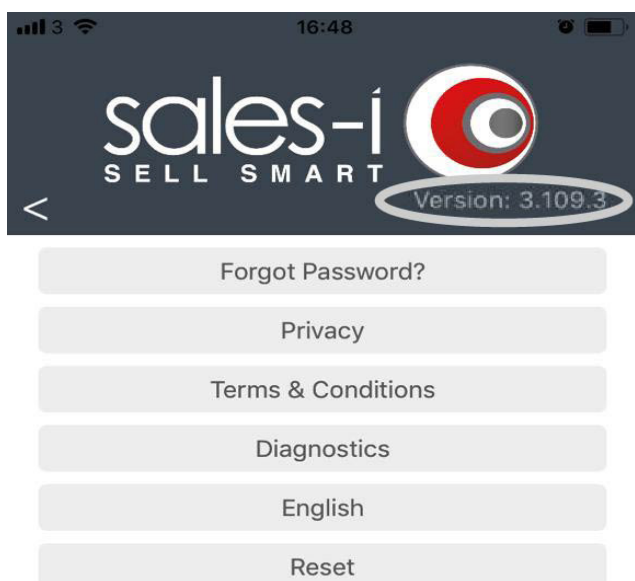 3
16:48
sales-i
SELL SMART
<
Version: 3.109.3
Forgot Password?
Privacy
Terms & Conditions
Diagnostics
English
Reset